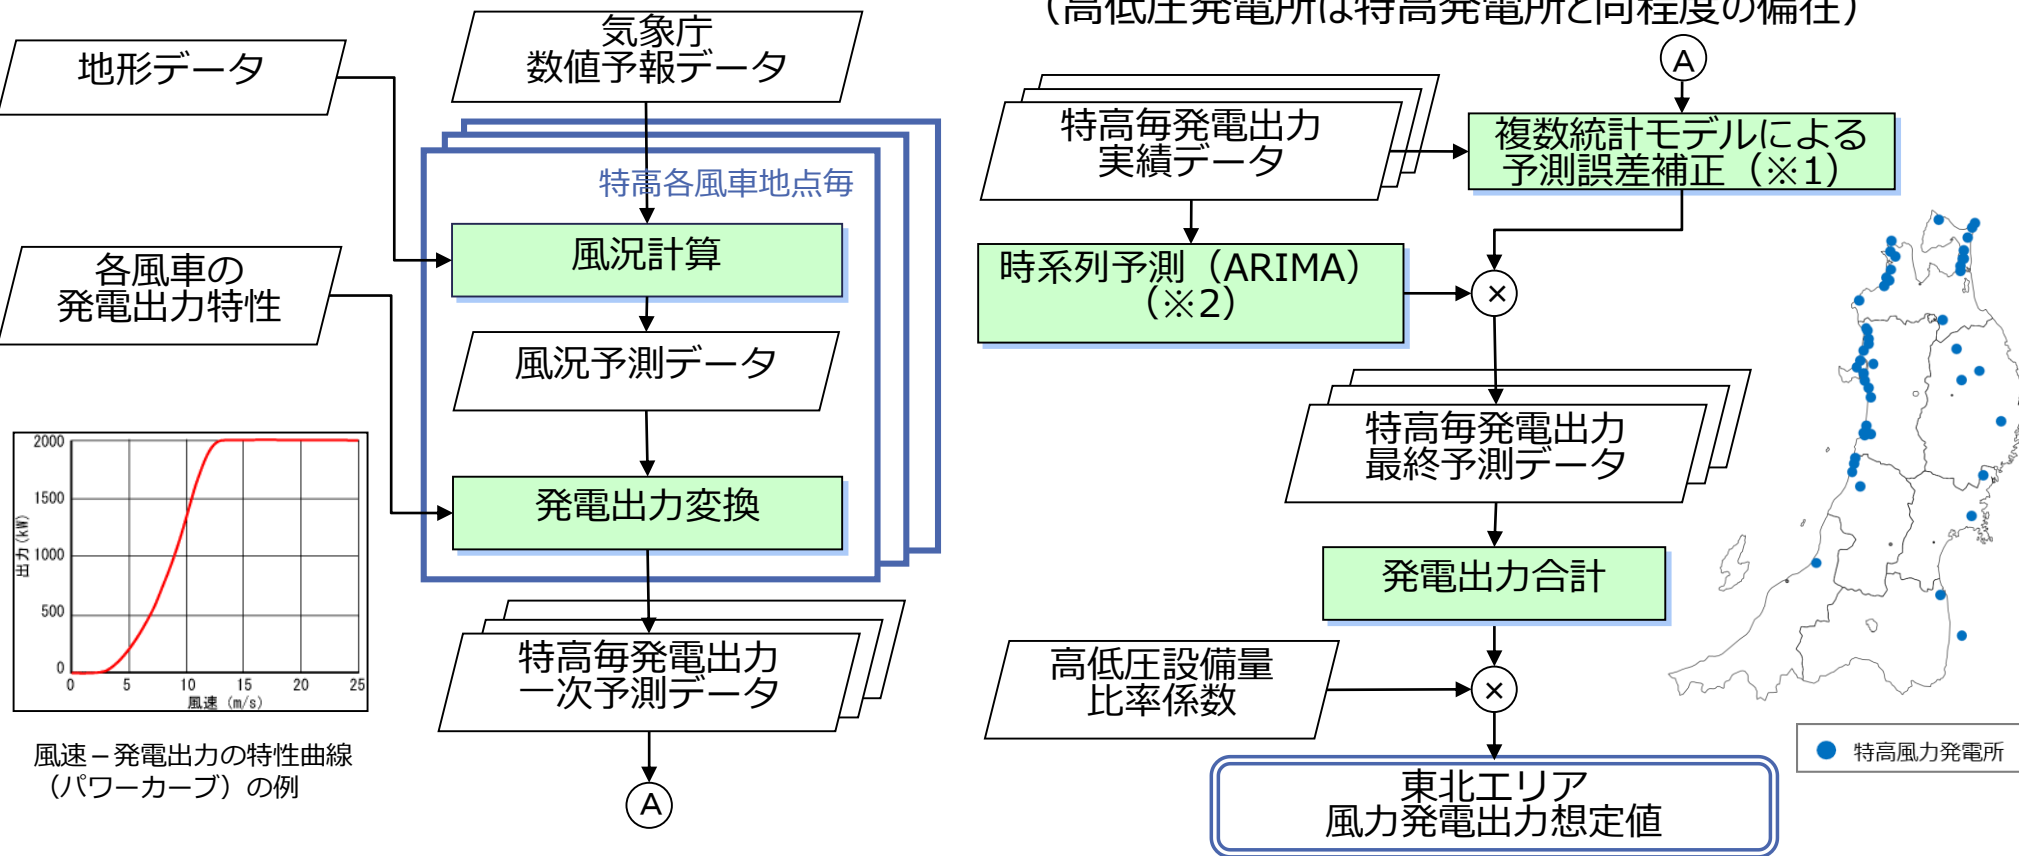 （高低圧発電所は特高発電所と同程度の偏在）
地形データ
気象庁
数値予報データ
特高各風車地点毎
風況計算
各風車の
発電出力特性
風況予測データ
発電出力変換
特高毎発電出力
一次予測データ
A
2000
1500
1000
500
0
出力(kW)
0 5 10 15 20 25
風速 (m/s)
風速－発電出力の特性曲線
（パワーカーブ）の例
A
特高毎発電出力
実績データ
複数統計モデルによる
予測誤差補正（※1）
時系列予測（ARIMA）
（※2）
×
特高毎発電出力
最終予測データ
発電出力合計
高低圧設備量
比率係数
×
東北エリア
風力発電出力想定値
特高風力発電所